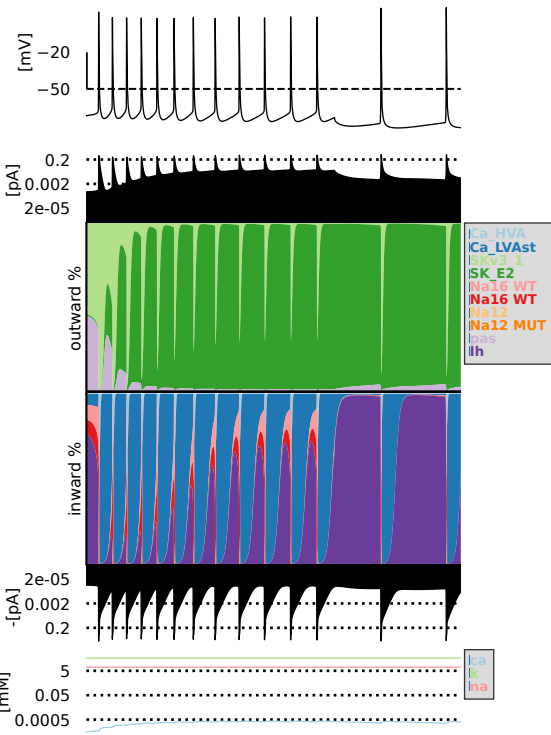 [mV]
−20
−50
[pA]
0.2
0.002
2e-05
outward %
Ca_HVA
Ca_LVAst
SKv3_1
SK_E2
Na16 WT
Na16 WT
Na12
Na12 MUT
pas
Ih
inward %
2e-05
0.002
0.2
-[pA]
ca
k
na
[mM]
5
0.05
0.0005